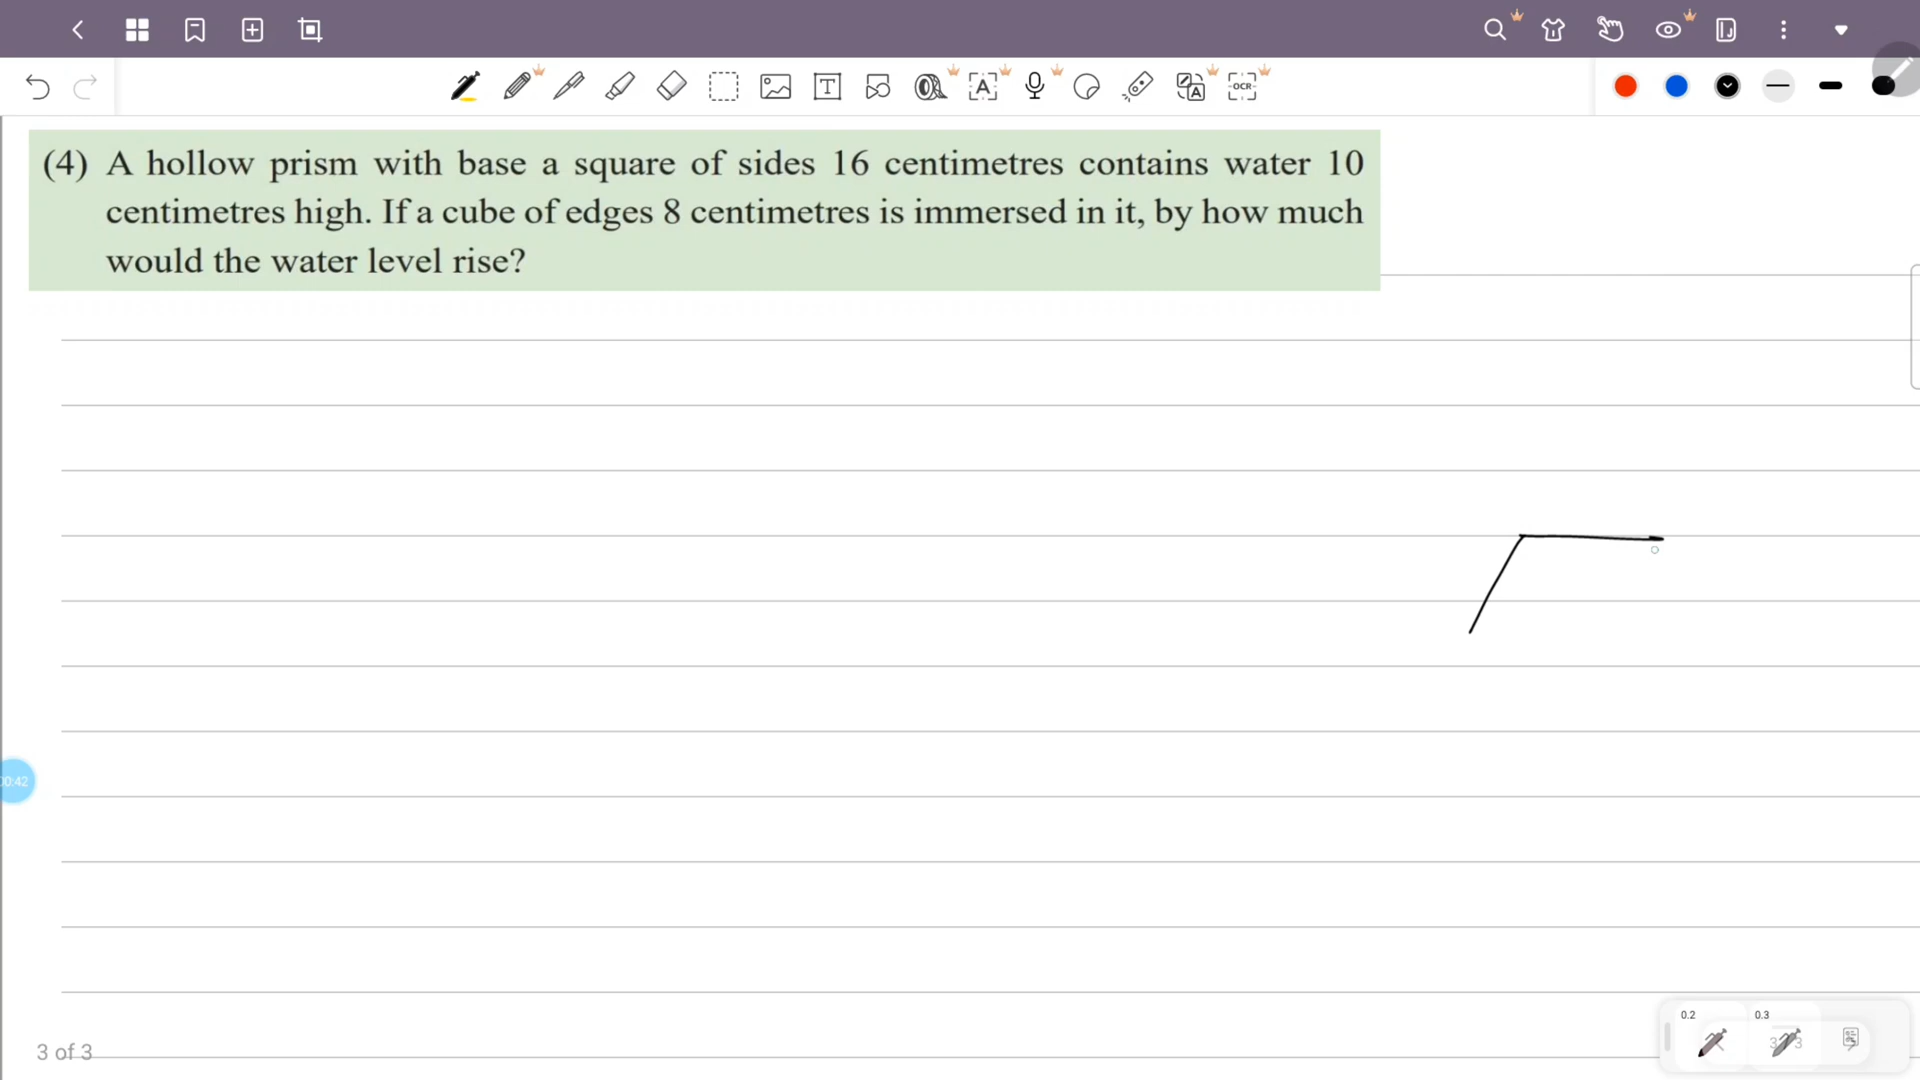 (4) A hollow prism with base a square of sides 16 centimetres contains water 10
centimetres high. If a cube of edges 8 centimetres is immersed in it, by how much
would the water level rise?
00:42
0.2
0.3
3 of 3